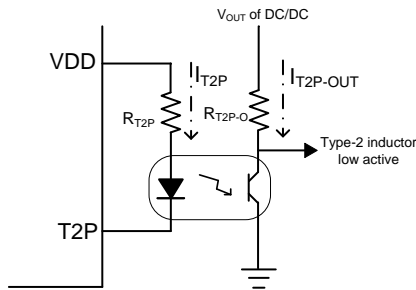 VOUT of DC/DC
VDD
IT2P
IT2P-OUT
RT2P
RT2P-O
Type-2 inductor
low active
T2P